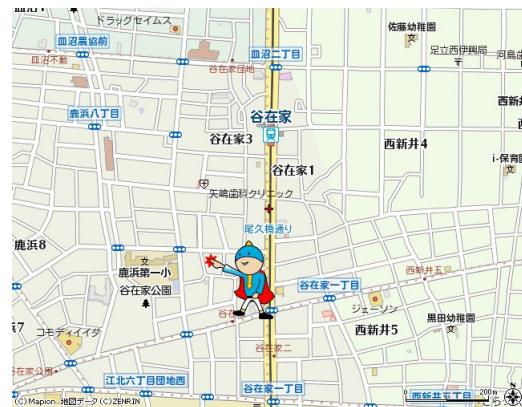 ドラッグセイムス
佐藤幼稚園
皿沼農協前
皿沼二丁目
足立西伊興局
皿沼不動
谷在家団地
鹿浜八丁目
谷在家
谷在家3
西新井4
谷在家1
矢嶋歯科クリニック
尾久橋通り
鹿浜8
鹿浜第一小
谷在家公園
谷在家一丁目
西新井五
ジェーソン
コモディイイダ
西新井5
黒田幼稚園
谷在家二
谷在家公園
江北六丁目団地西
谷在家一丁目
西新井五丁目
200m
(C)Mapion 地図データ(C)ZENRIN